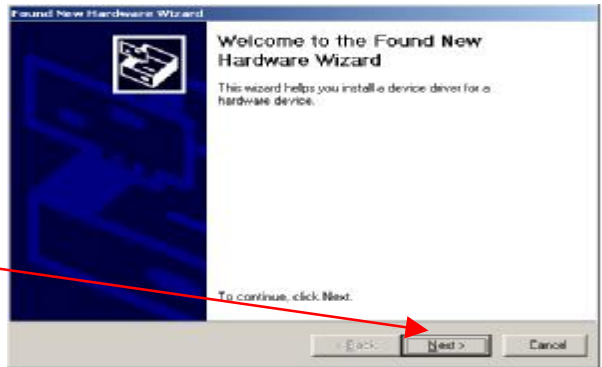 Found New Hardware Wizard
Welcome to the Found New
Hardware Wizard
This wizard helps you install a device driver for a
hardware device.
To continue, click Next.
< Back
Next >
Cancel